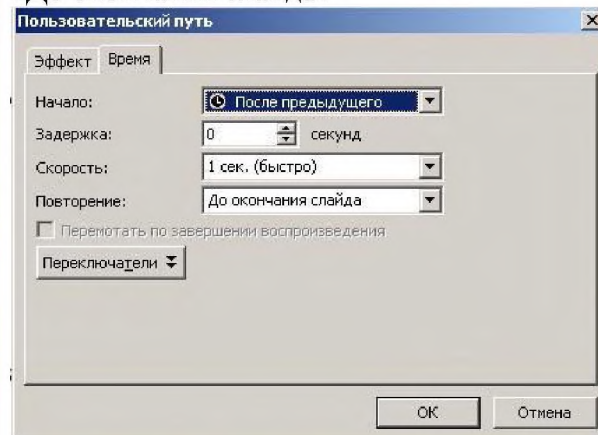 Пользовательский путь
Эффект Время
Начало: После предыдущего
Задержка: 0 секунд
Скорость: 1 сек. (быстро)
Повторение: До окончания слайда
Перемотать по завершении воспроизведения
Переключатели
ОК Отмена